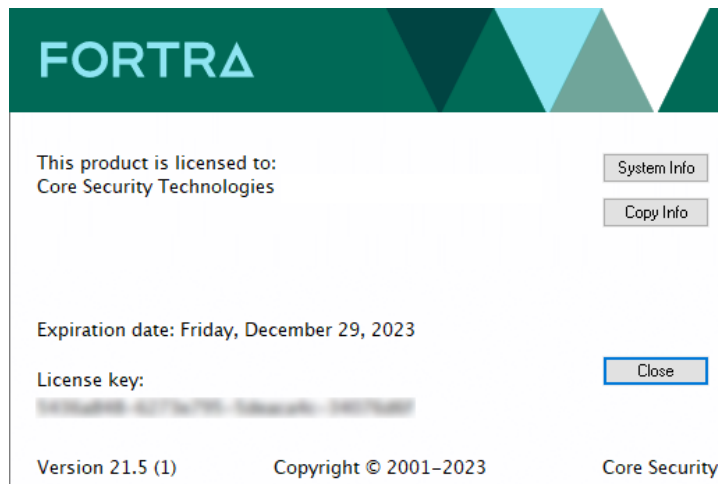 FORTRA
This product is licensed to:
Core Security Technologies
System Info
Copy Info
Expiration date: Friday, December 29, 2023
Close
License key:
Version 21.5 (1)
Copyright © 2001-2023
Core Security